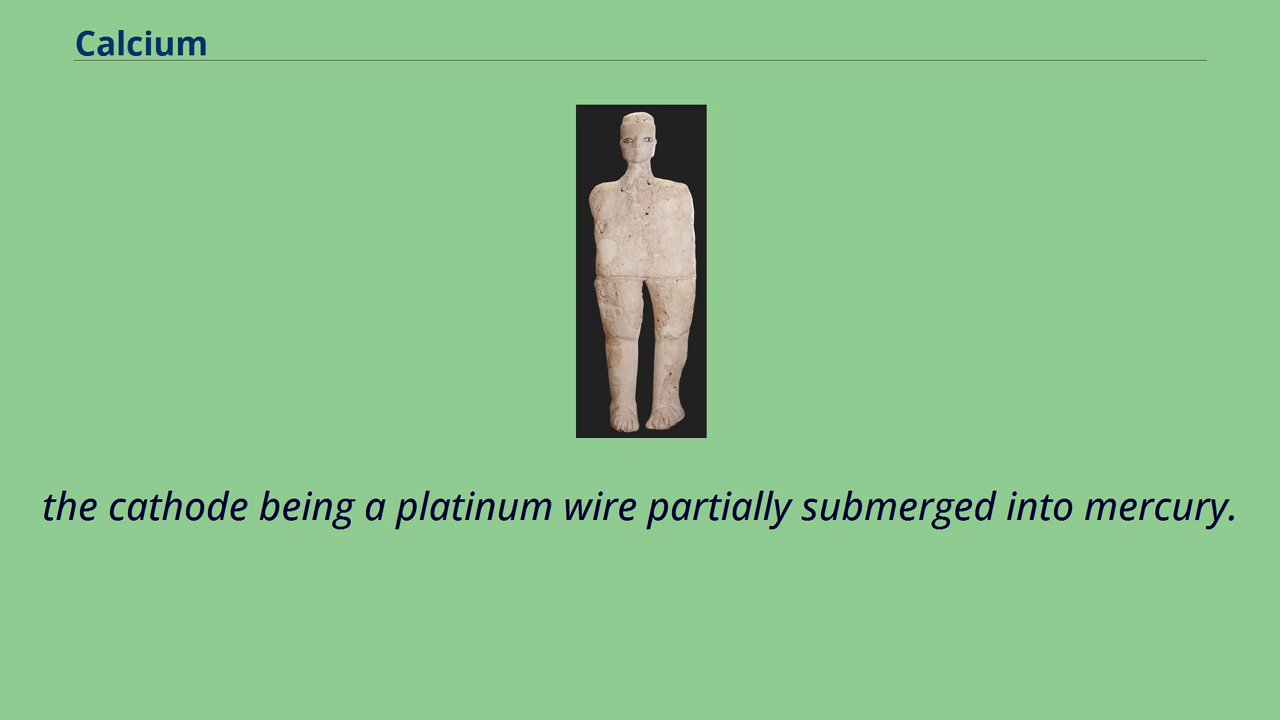 Calcium
the cathode being a platinum wire partially submerged into mercury.